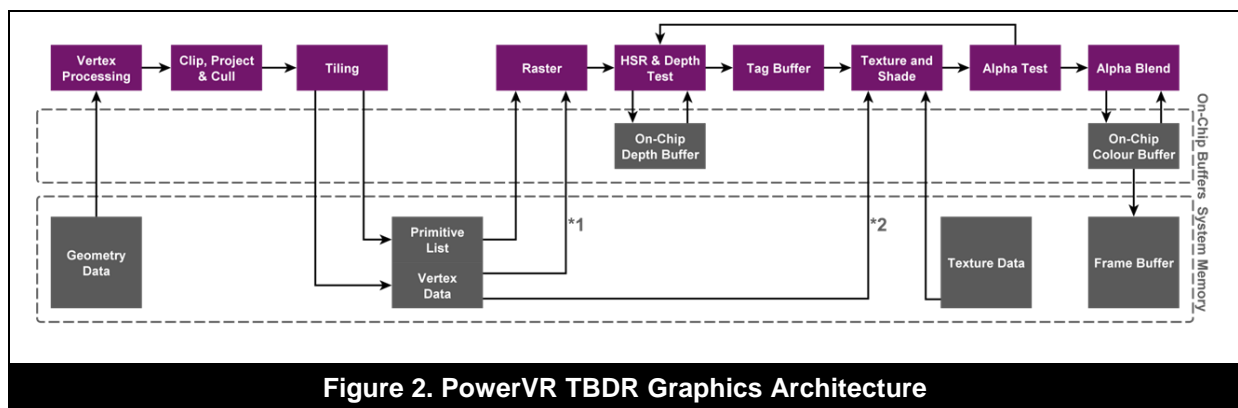 Vertex
Processing
Clip, Project
& Cull
Tiling
Raster
HSR & Depth
Test
Tag Buffer
Texture and
Shade
Alpha Test
Alpha Blend
On-Chip
Depth Buffer
On-Chip
Colour Buffer
On-Chip Buffers
Geometry
Data
Primitive
List
Vertex
Data
*1
*2
Texture Data
Frame Buffer
System Memory
Figure 2. PowerVR TBDR Graphics Architecture